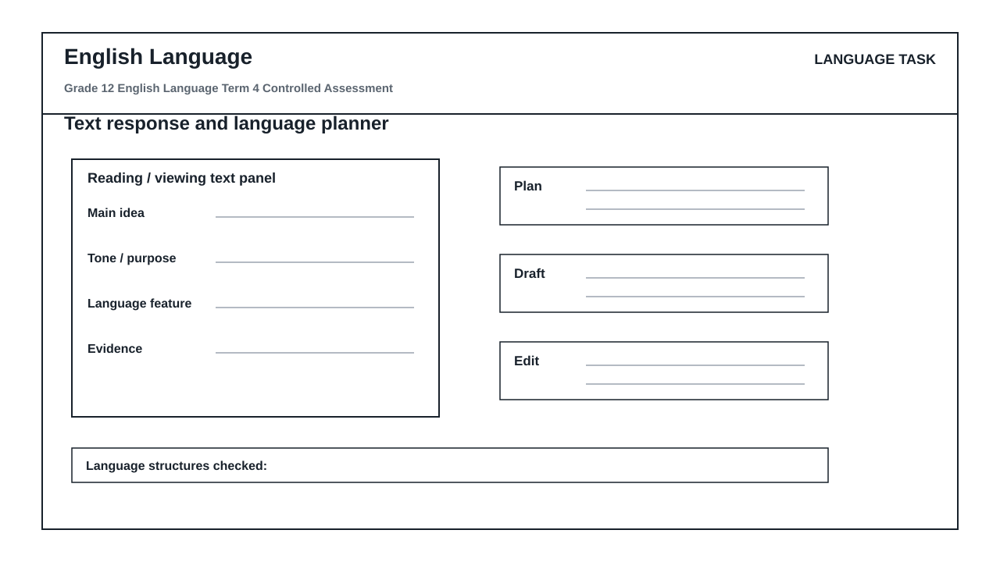 English Language
LANGUAGE TASK
Grade 12 English Language Term 4 Controlled Assessment
Text response and language planner
Reading / viewing text panel
Main idea
Tone / purpose
Language feature
Evidence
Plan
Draft
Edit
Language structures checked: